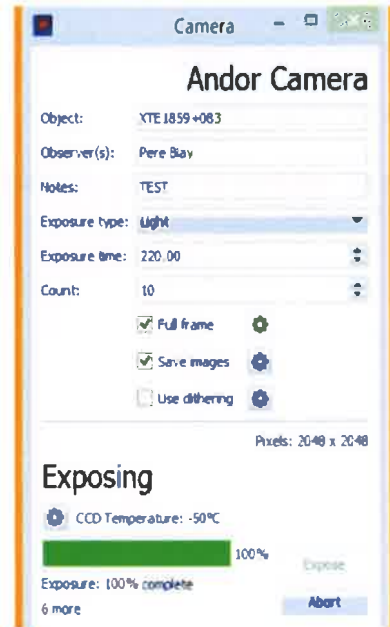 Camera
Andor Camera
Object: XTE1859+083
Observer(s): Pere Blay
Notes: TEST
Exposure type: Light
Exposure time: 220.00
Count: 10
Full frame
Save images
Use dithering
Pixels: 2048 x 2048
Exposing
CCD Temperature: -50°C
100%
Expose
Exposure: 100% complete
Abort
6 more